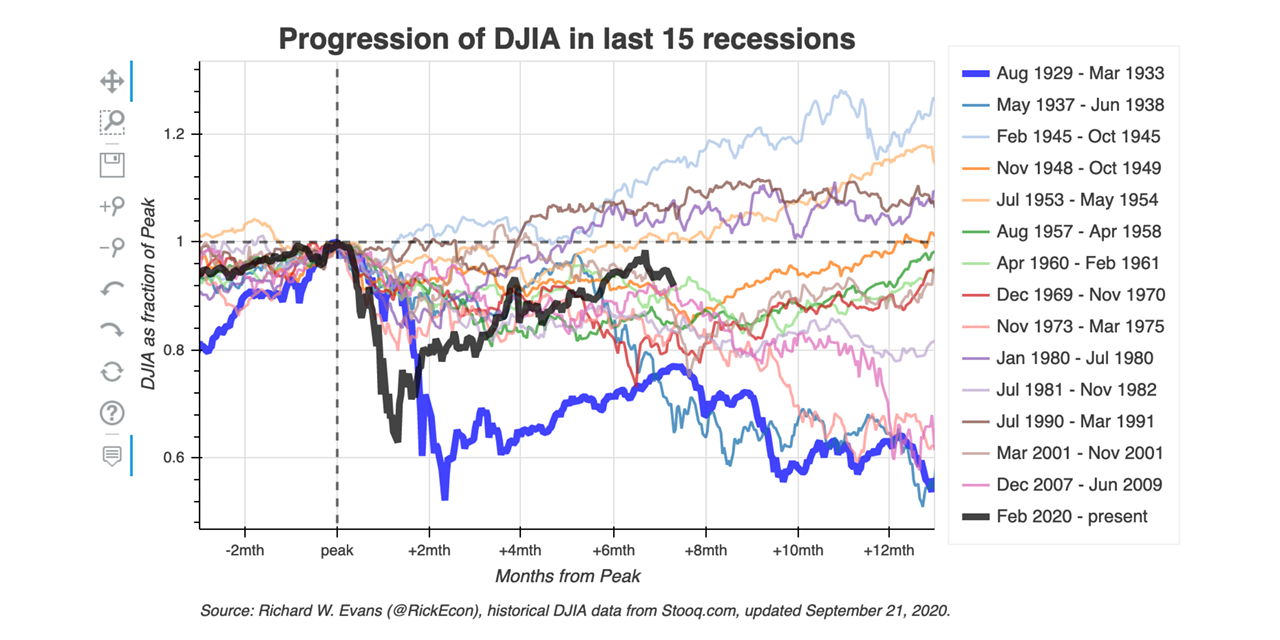 Progression of DJIA in last 15 recessions
DJIA as fraction of Peak
1.2
1
0.8
0.6
-2mth
peak
+2mth
+4mth
+6mth
+8mth
+10mth
+12mth
Months from Peak
Aug 1929 - Mar 1933
May 1937 - Jun 1938
Feb 1945 - Oct 1945
Nov 1948 - Oct 1949
Jul 1953 - May 1954
Aug 1957 - Apr 1958
Apr 1960 - Feb 1961
Dec 1969 - Nov 1970
Nov 1973 - Mar 1975
Jan 1980 - Jul 1980
Jul 1981 - Nov 1982
Jul 1990 - Mar 1991
Mar 2001 - Nov 2001
Dec 2007 - Jun 2009
Feb 2020 - present
Source: Richard W. Evans (@RickEcon), historical DJIA data from Stooq.com, updated September 21, 2020.